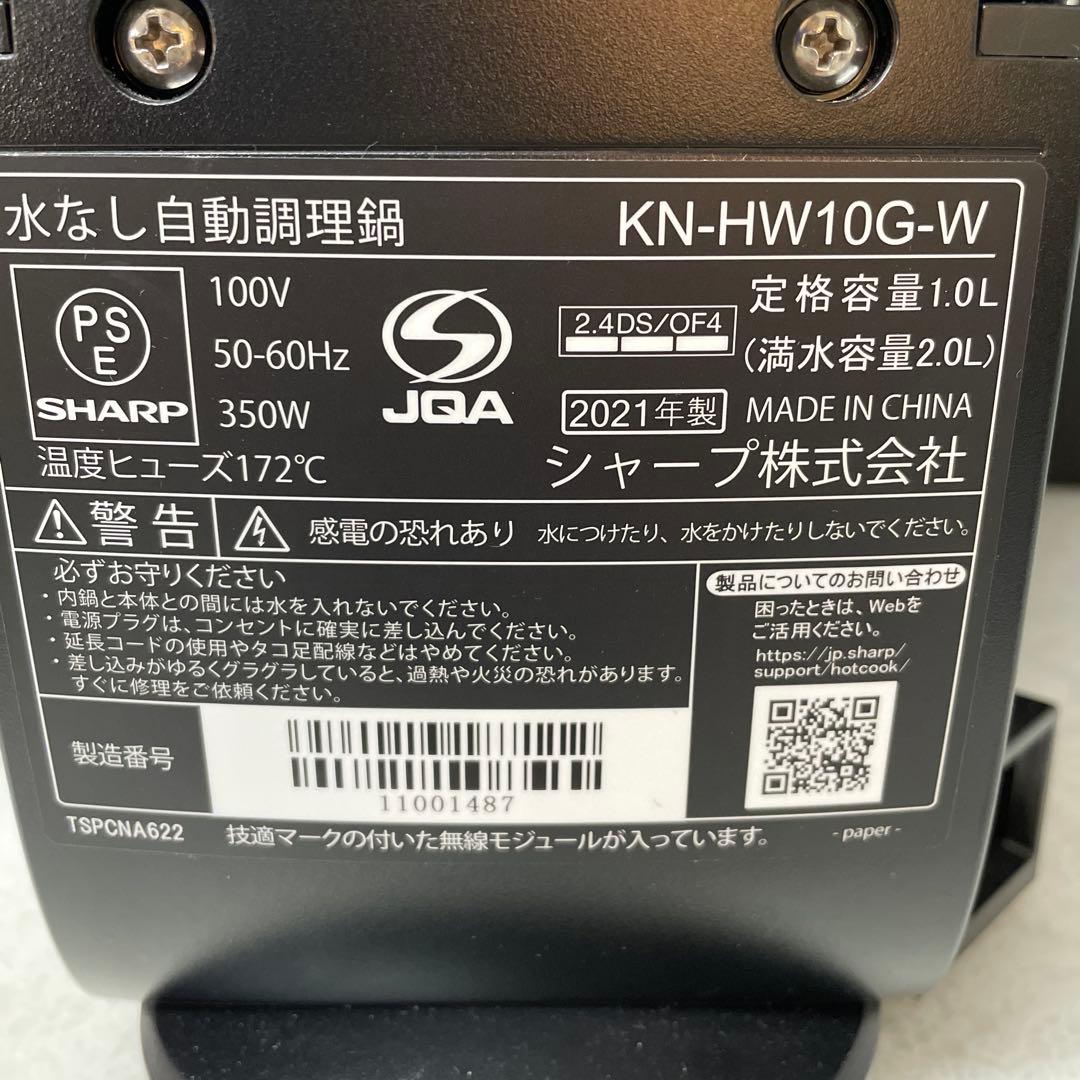 水なし自動調理鍋 KN-HW10G-W
PSE
SHARP
100V
50-60Hz
350W
温度ヒューズ172℃
JQA
2.4DS/OF4
2021年製
定格容量1.0L
(満水容量2.0L)
MADE IN CHINA
シャープ株式会社
警告
感電の恐れあり 水につけたり、水をかけたりしないでください。
必ずお守りください
・内鍋と本体との間には水を入れないでください。
・電源プラグは、コンセントに確実に差し込んでください。
・延長コードの使用やタコ足配線などはやめてください。
・差し込みがゆるくグラグラしていると、過熱や火災の恐れがあります。
すぐに修理をご依頼ください。
製品についてのお問い合わせ
困ったときは、Webを
ご活用ください。
https://jp.sharp/
support/hotcook/
製造番号
11001487
TSPCNA622
技適マークの付いた無線モジュールが入っています。
- paper -